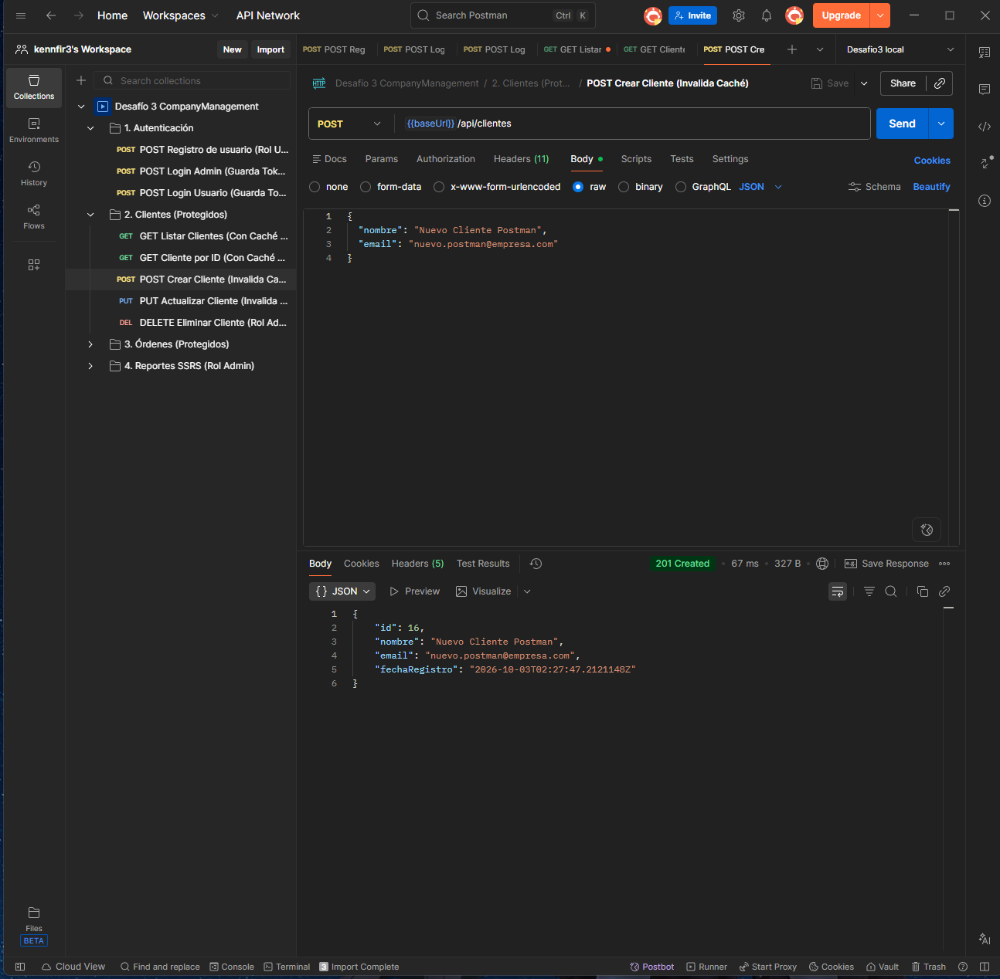 Home Workspaces API Network Search Postman Ctrl K Invite Upgrade
kennfir3's Workspace New Import
POST POST Reg POST POST Log POST POST Log GET GET Listar GET GET Cliente POST POST Cre Desafio3 local
Collections
Environments
History
Flows
Files
BETA
Search collections
Desafío 3 CompanyManagement
1. Autenticación
POST POST Registro de usuario (Rol U...
POST POST Login Admin (Guarda Tok...
POST POST Login Usuario (Guarda To...
2. Clientes (Protegidos)
GET GET Listar Clientes (Con Caché ...
GET GET Cliente por ID (Con Caché ...
POST POST Crear Cliente (Invalida Ca...
PUT PUT Actualizar Cliente (Invalida ...
DEL DELETE Eliminar Cliente (Rol Ad...
3. Órdenes (Protegidos)
4. Reportes SSRS (Rol Admin)
HTTP Desafío 3 CompanyManagement / 2. Clientes (Prot... / POST Crear Cliente (Invalida Caché) Save Share
POST {{baseUrl}} /api/clientes Send
Docs Params Authorization Headers (11) Body Scripts Tests Settings Cookies
none form-data x-www-form-urlencoded raw binary GraphQL JSON Schema Beautify
1 {
2 "nombre": "Nuevo Cliente Postman",
3 "email": "nuevo.postman@empresa.com"
4 }
Body Cookies Headers (5) Test Results 201 Created • 67 ms • 327 B e.g. Save Response
{} JSON Preview Visualize
1 {
2 "id": 16,
3 "nombre": "Nuevo Cliente Postman",
4 "email": "nuevo.postman@empresa.com",
5 "fechaRegistro": "2026-10-03T02:27:47.2121148Z"
6 }
AI
Cloud View Find and replace Console Terminal 3 Import Complete Postbot Runner Start Proxy Cookies Vault Trash